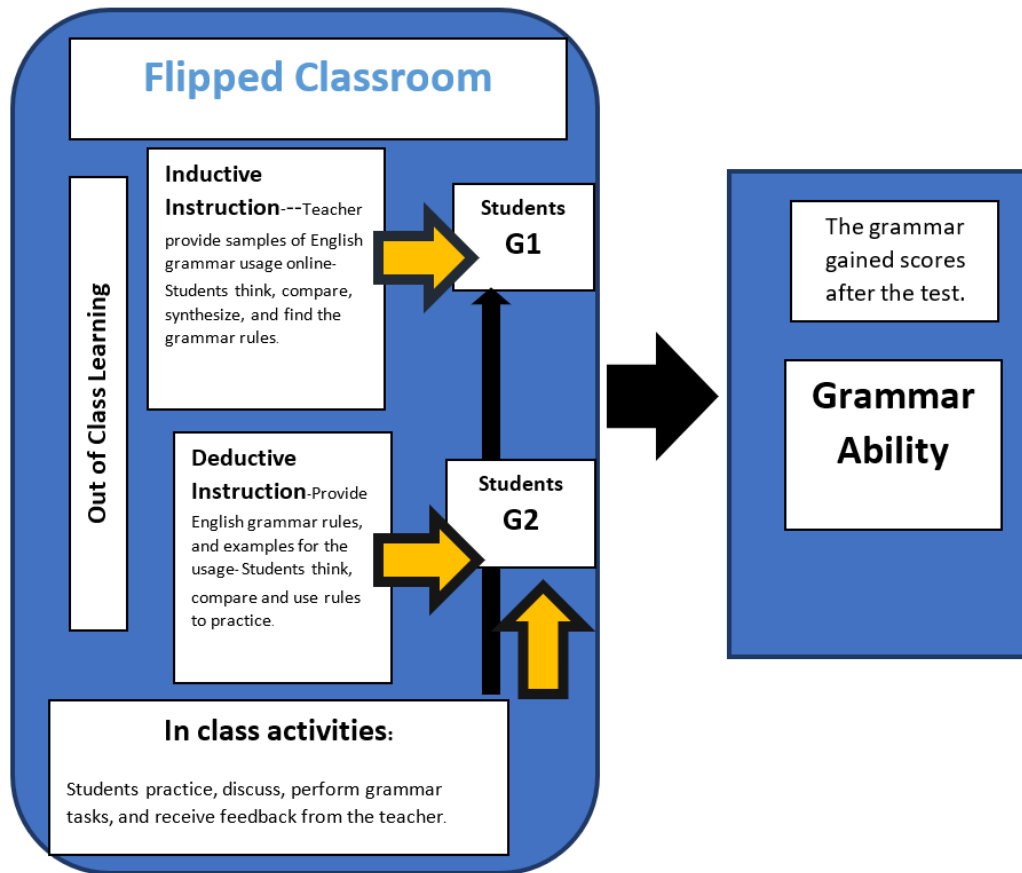 Flipped Classroom
Out of Class Learning
Inductive
Instruction----Teacher
provide samples of English
grammar usage online-
Students think, compare,
synthesize, and find the
grammar rules.
Students
G1
Deductive
Instruction-Provide
English grammar rules,
and examples for the
usage- Students think,
compare and use rules
to practice.
Students
G2
In class activities:
Students practice, discuss, perform grammar
tasks, and receive feedback from the teacher.
The grammar
gained scores
after the test.
Grammar
Ability